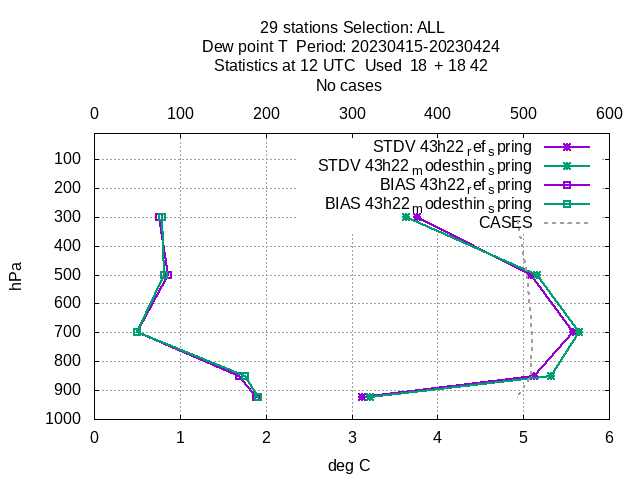 29 stations Selection: ALL
Dew point T  Period: 20230415-20230424
Statistics at 12 UTC  Used  18  + 18 42
No cases
0 100 200 300 400 500 600
STDV 43h22_ref_spring
STDV 43h22_modesthin_spring
BIAS 43h22_ref_spring
BIAS 43h22_modesthin_spring
CASES
100
200
300
400
500
600
700
800
900
1000
hPa
0 1 2 3 4 5 6
deg C